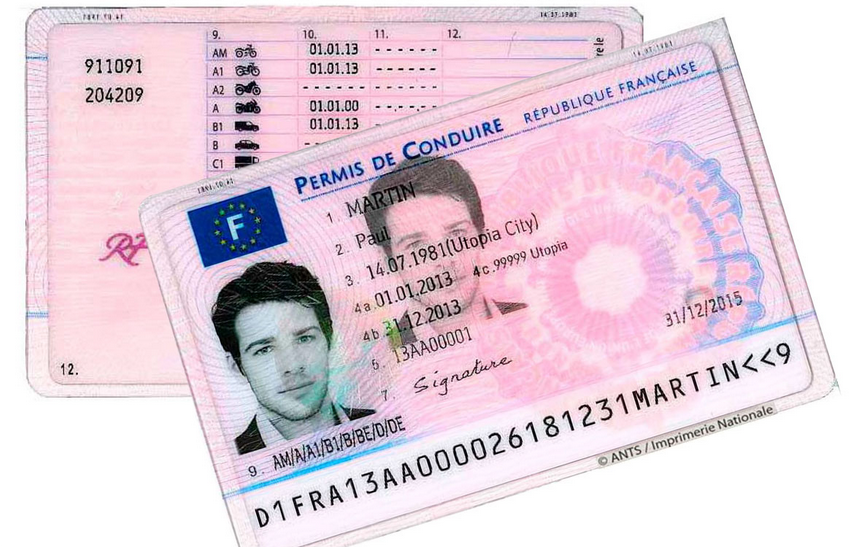 911091
204209
9. 10. 11. 12.
AM 01.01.13 - - - - - -
A1 01.01.13 - - - - - -
A2 - - - - - - - - - - - - -
A 01.01.00 - - - - - -
B1 01.01.13 - - - - - -
B
C1
12.
PERMIS DE CONDUIRE RÉPUBLIQUE FRANÇAISE
F
1. MARTIN
2. Paul
3. 14.07.1981(Utopia City)
4a.01.01.2013 4c.99999 Utopia
4b 31.12.2013
31/12/2015
5. 13AA00001
7. Signature
9. AM/A/A1/B1/B/BE/D/DE
D1FRA13AA000026181231MARTIN<<9
© ANTS / Imprimerie Nationale